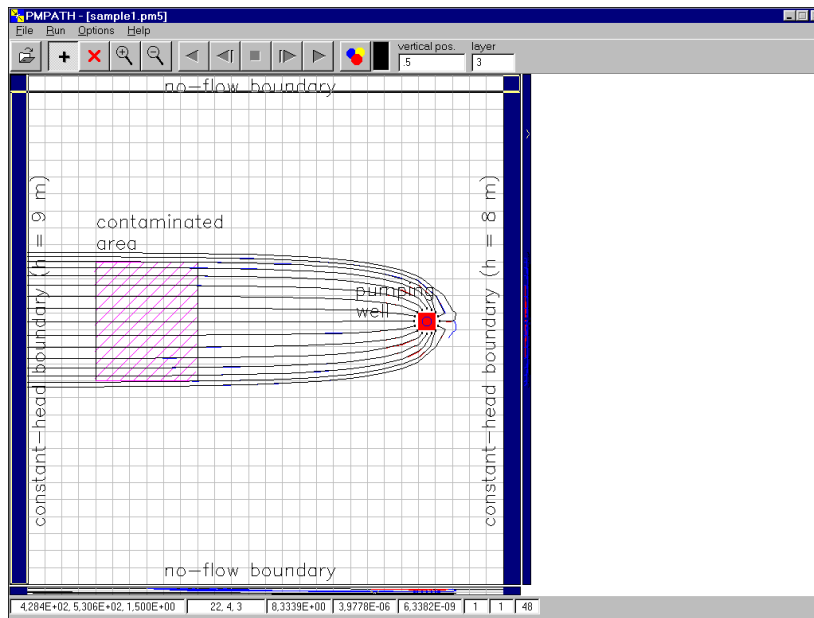 PMPATH - [sample1.pm5]
File Run Options Help
vertical pos. layer
.5 3
no-flow boundary
constant-head boundary (h = 9 m)
contaminated
area
pumping
well
constant-head boundary (h = 8 m)
no-flow boundary
4,284E+02, 5,306E+02, 1,500E+00 22, 4, 3 8,3339E+00 3,9778E-06 6,3382E-09 1 1 48